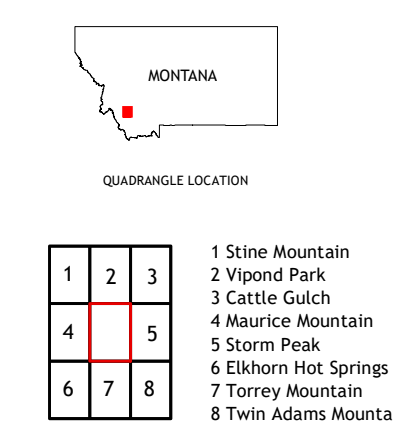 MONTANA
QUADRANGLE LOCATION
1 2 3
4 5
6 7 8
1 Stine Mountain
2 Vipond Park
3 Cattle Gulch
4 Maurice Mountain
5 Storm Peak
6 Elkhorn Hot Springs
7 Torrey Mountain
8 Twin Adams Mounta